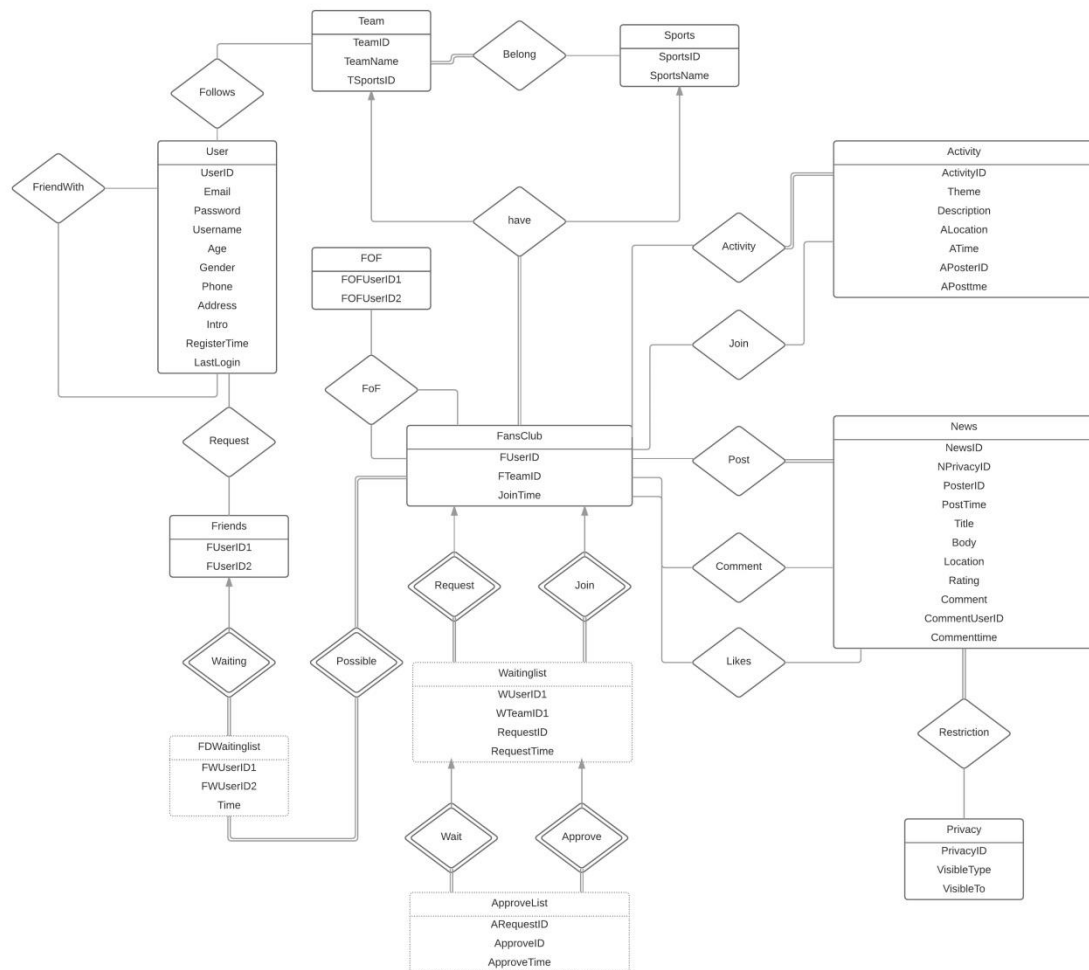 Team
TeamID
TeamName
TSportsID
Belong
Sports
SportsID
SportsName
Follows
User
UserID
Email
Password
Username
Age
Gender
Phone
Address
Intro
RegisterTime
LastLogin
FriendWith
have
Activity
Activity
ActivityID
Theme
Description
ALocation
ATime
APosterID
APosttme
Join
FOF
FOFUserID1
FOFUserID2
FoF
Request
FansClub
FUserID
FTeamID
JoinTime
Post
News
NewsID
NPrivacyID
PosterID
PostTime
Title
Body
Location
Rating
Comment
CommentUserID
Commenttime
Comment
Likes
Friends
FUserID1
FUserID2
Request
Join
Waiting
Possible
Waitinglist
WUserID1
WTeamID1
RequestID
RequestTime
Restriction
FDWaitinglist
FWUserID1
FWUserID2
Time
Wait
Approve
Privacy
PrivacyID
VisibleType
VisibleTo
ApproveList
ARequestID
ApproveID
ApproveTime